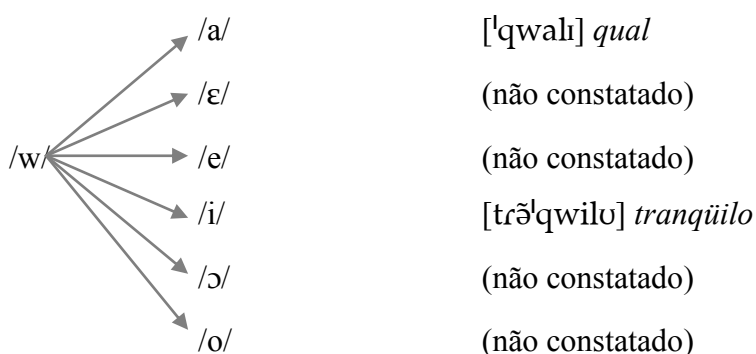 /a/ [ˈqwalɪ] qual
/ɛ/ (não constatado)
/e/ (não constatado)
/w/
/i/ [tɾə̃ˈqwilʊ] tranqüilo
/ɔ/ (não constatado)
/o/ (não constatado)